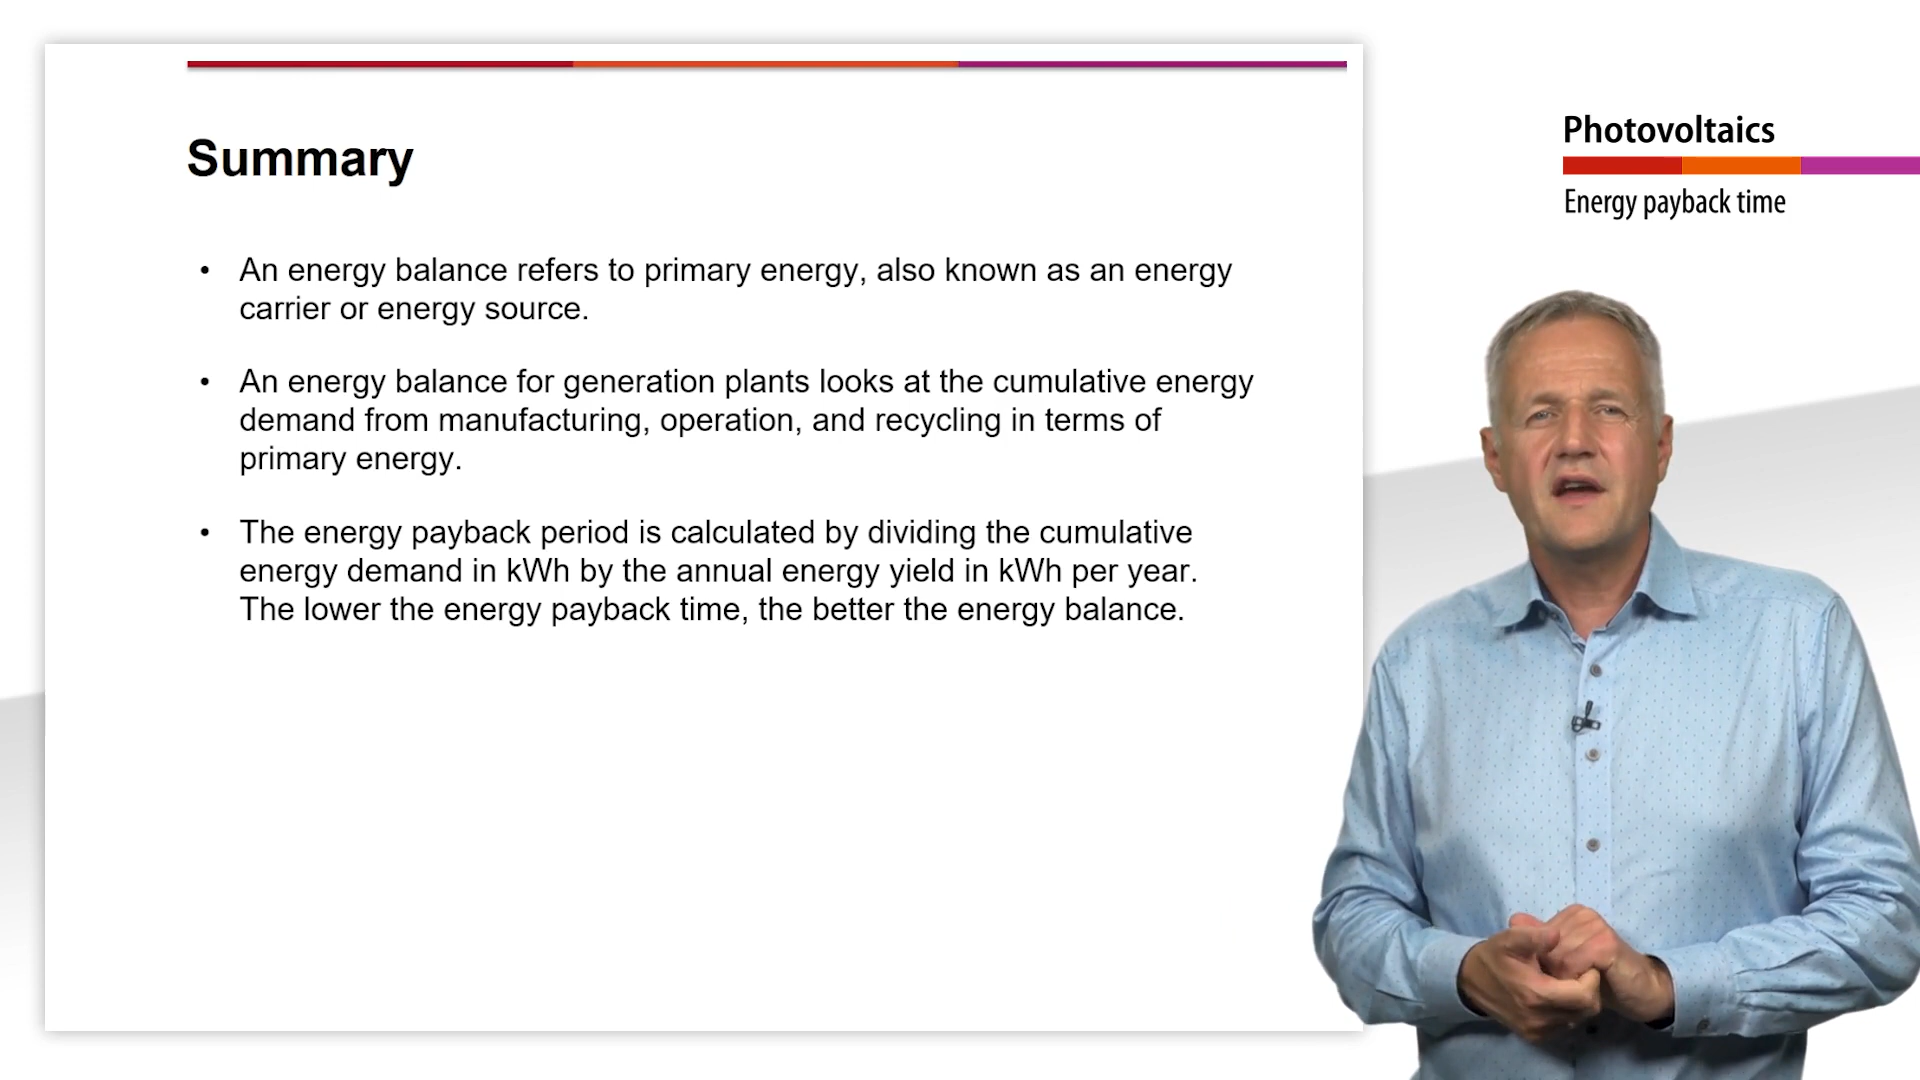 Summary
• An energy balance refers to primary energy, also known as an energy
carrier or energy source.
• An energy balance for generation plants looks at the cumulative energy
demand from manufacturing, operation, and recycling in terms of
primary energy.
• The energy payback period is calculated by dividing the cumulative
energy demand in kWh by the annual energy yield in kWh per year.
The lower the energy payback time, the better the energy balance.
Photovoltaics
Energy payback time